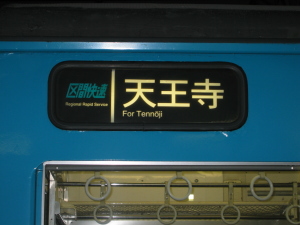 区間快速
Regional Rapid Service
天王寺
For Tennōji